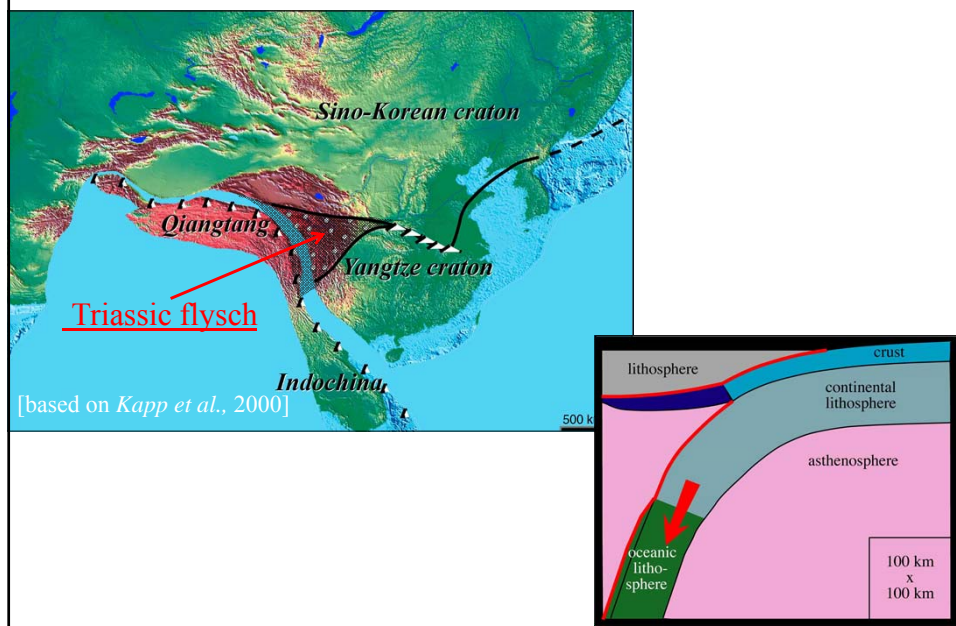 Sino-Korean craton
Qiangtang
Yangtze craton
Triassic flysch
Indochina
[based on Kapp et al., 2000]
500 km
lithosphere
crust
continental
lithosphere
asthenosphere
oceanic
litho-
sphere
100 km
x
100 km